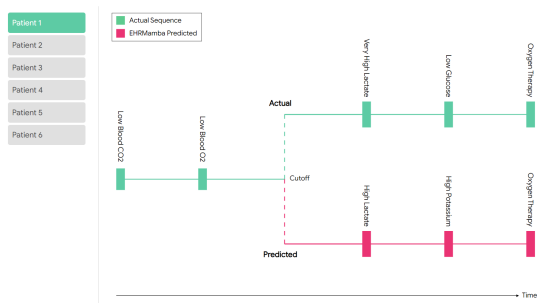 Patient 1
Patient 2
Patient 3
Patient 4
Patient 5
Patient 6
Actual Sequence
EHRMamba Predicted
Low Blood CO2
Low Blood O2
Actual
Very High Lactate
Low Glucose
Oxygen Therapy
Cutoff
High Lactate
High Potassium
Oxygen Therapy
Predicted
Time